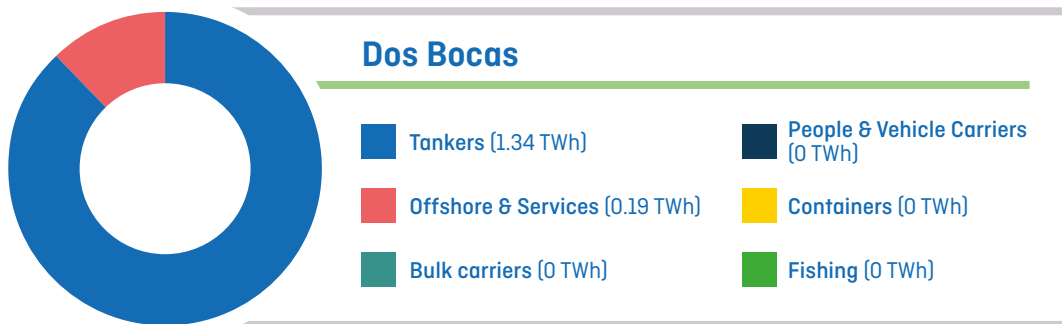 Dos Bocas
Tankers (1.34 TWh)
Offshore & Services (0.19 TWh)
Bulk carriers (0 TWh)
People & Vehicle Carriers
(0 TWh)
Containers (0 TWh)
Fishing (0 TWh)